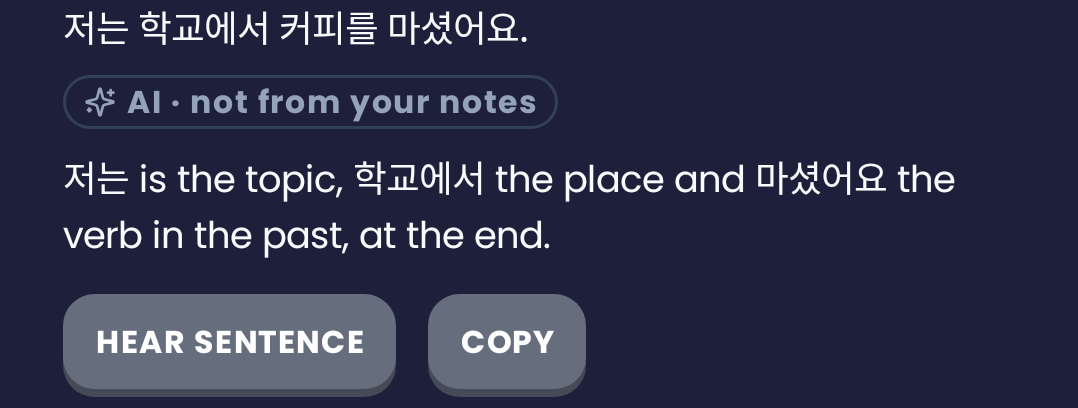 저는 학교에서 커피를 마셨어요.
AI · not from your notes
저는 is the topic, 학교에서 the place and 마셨어요 the
verb in the past, at the end.
HEAR SENTENCE
COPY